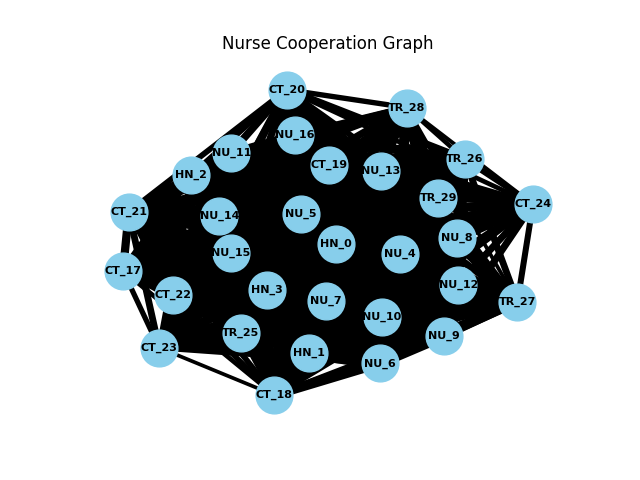 Nurse Cooperation Graph
CT_20
TR_28
NU_16
NU_11
CT_19
TR_26
NU_13
HN_2
TR_29
CT_24
CT_21
NU_14
NU_5
NU_8
HN_0
NU_15
NU_4
CT_17
NU_12
HN_3
CT_22
NU_7
TR_27
NU_10
TR_25
NU_9
CT_23
HN_1
NU_6
CT_18